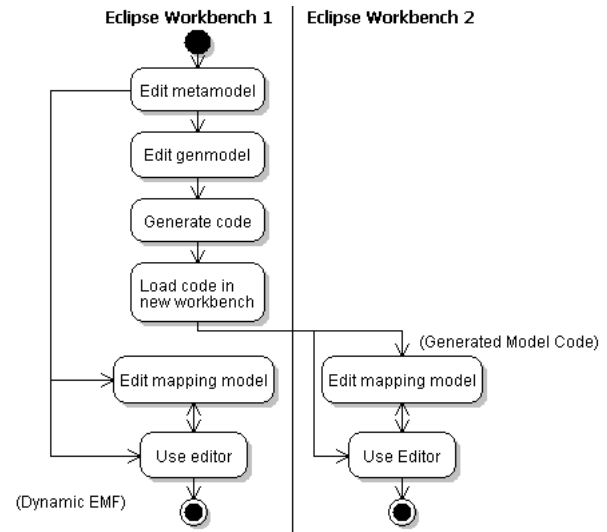 Eclipse Workbench 1
Eclipse Workbench 2
Edit metamodel
Edit genmodel
Generate code
Load code in
new workbench
(Generated Model Code)
Edit mapping model
Edit mapping model
Use editor
Use Editor
(Dynamic EMF)